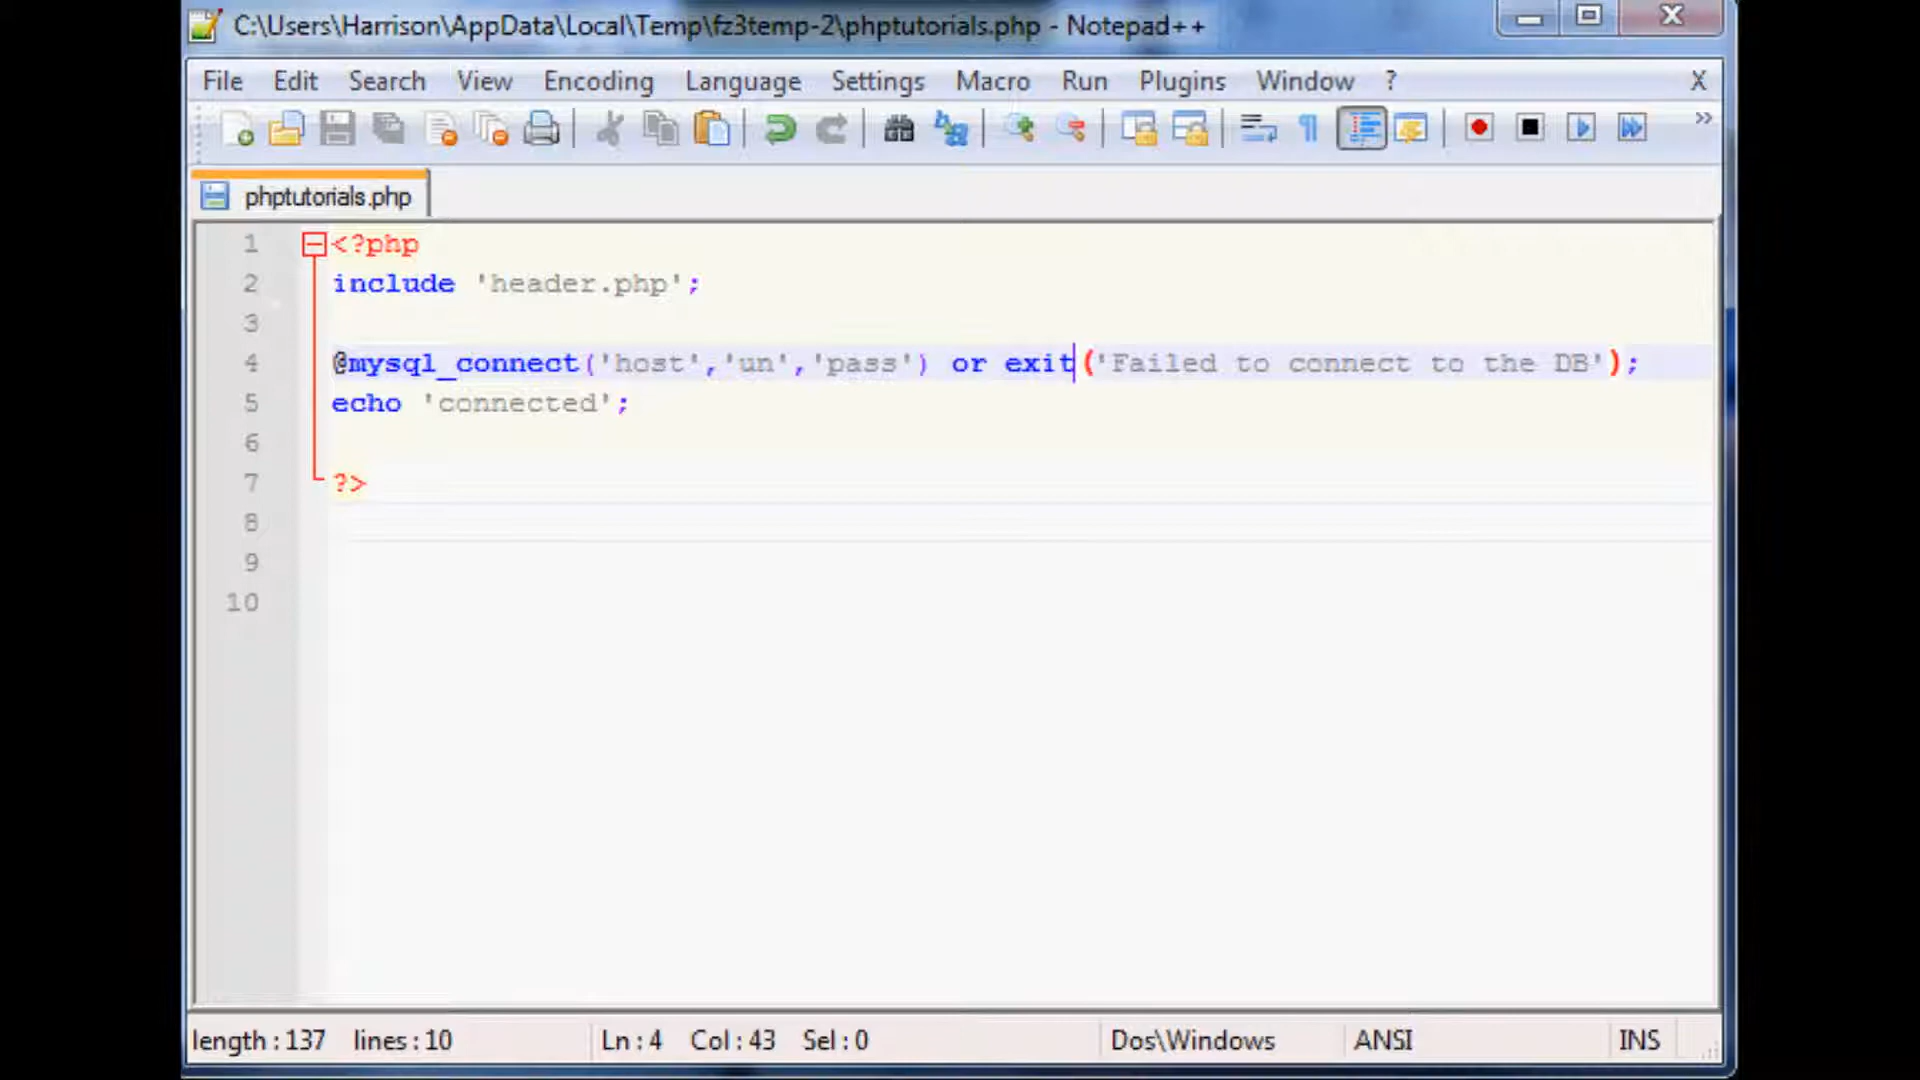 C:\Users\Harrison\AppData\Local\Temp\fz3temp-2\phptutorials.php - Notepad++
File Edit Search View Encoding Language Settings Macro Run Plugins Window ? X
phptutorials.php
1 <?php
2 include 'header.php';
3
4 @mysql_connect('host','un','pass') or exit('Failed to connect to the DB');
5 echo 'connected';
6
7 ?>
8
9
10
length : 137 lines : 10 Ln : 4 Col : 43 Sel : 0 Dos\Windows ANSI INS